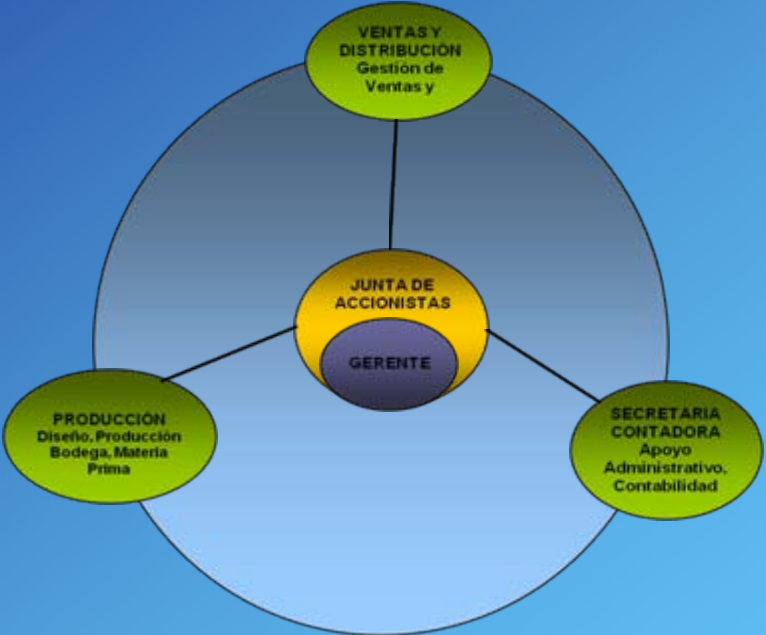 VENTAS Y
DISTRIBUCIÓN
Gestión de
Ventas y
JUNTA DE
ACCIONISTAS
GERENTE
PRODUCCIÓN
Diseño, Producción
Bodega, Materia
Prima
SECRETARIA
CONTADORA
Apoyo
Administrativo,
Contabilidad